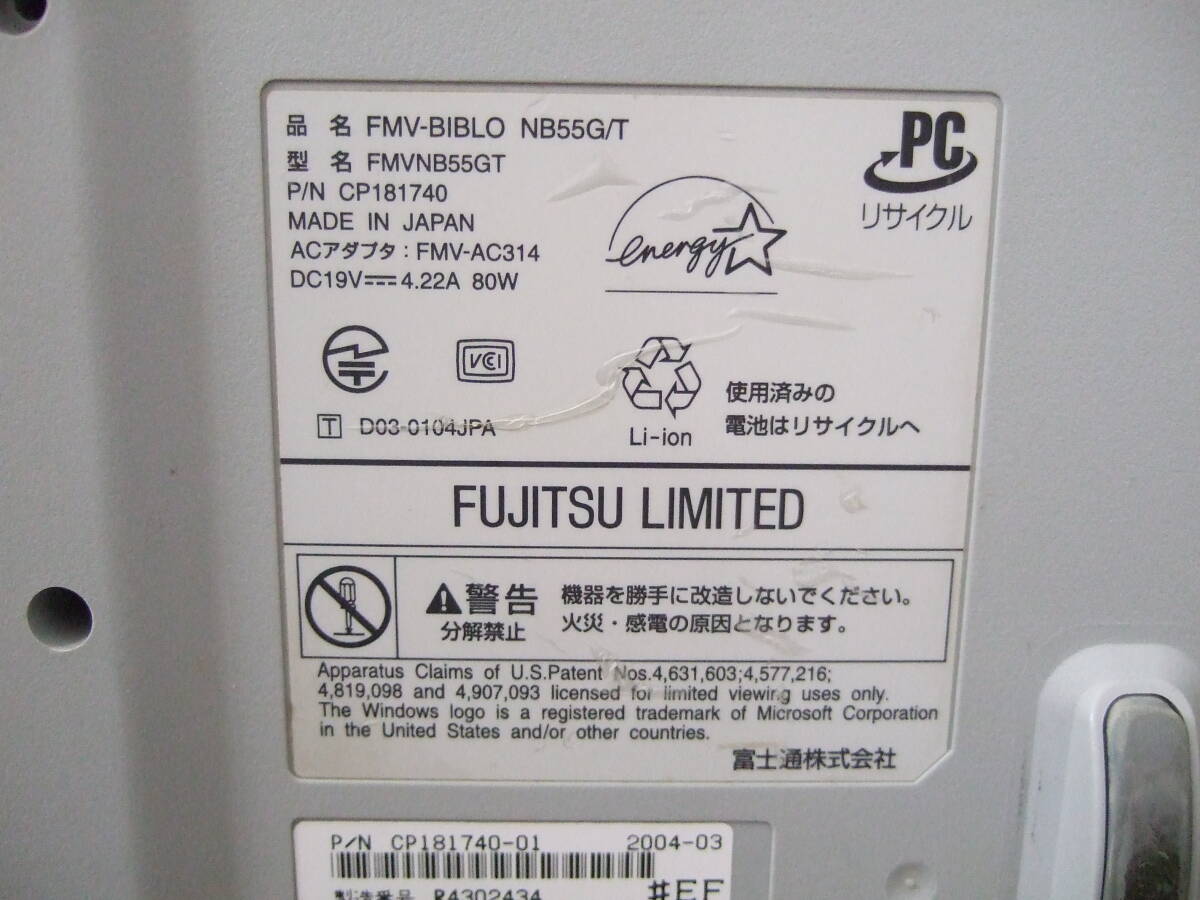 品 名 FMV-BIBLO NB55G/T
型 名 FMVNB55GT
P/N CP181740
MADE IN JAPAN
ACアダプタ：FMV-AC314
DC19V⎓4.22A 80W
PC
リサイクル
energy
VCI
T D03-0104JPA
Li-ion
使用済みの
電池はリサイクルへ
FUJITSU LIMITED
警告
分解禁止
機器を勝手に改造しないでください。
火災・感電の原因となります。
Apparatus Claims of U.S.Patent Nos.4,631,603;4,577,216;
4,819,098 and 4,907,093 licensed for limited viewing uses only.
The Windows logo is a registered trademark of Microsoft Corporation
in the United States and/or other countries.
富士通株式会社
P/N CP181740-01 2004-03
製造番号 R4302434 #EF